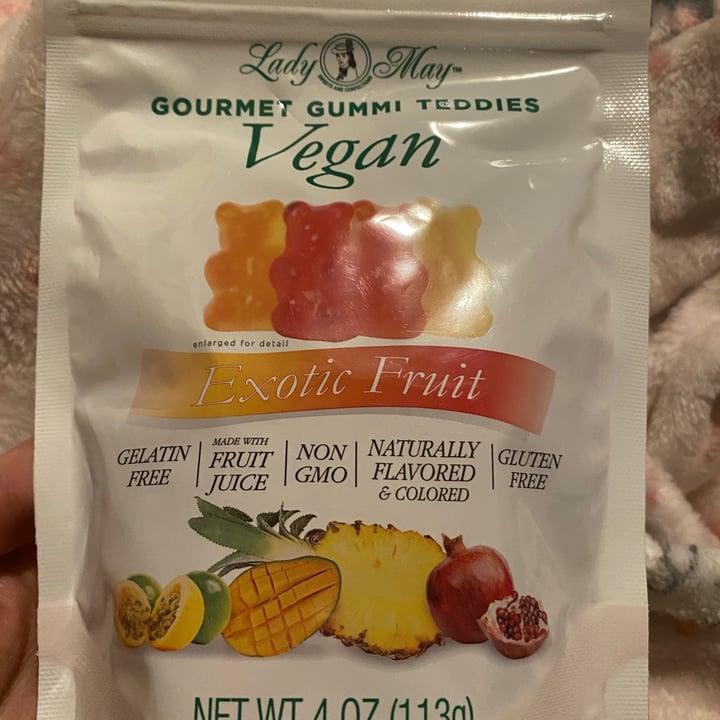 Lady May™
GOURMET GUMMI TEDDIES
Vegan
enlarged for detail
Exotic Fruit
GELATIN FREE
MADE WITH FRUIT JUICE
NON GMO
NATURALLY FLAVORED & COLORED
GLUTEN FREE
NET WT 4 OZ (113g)